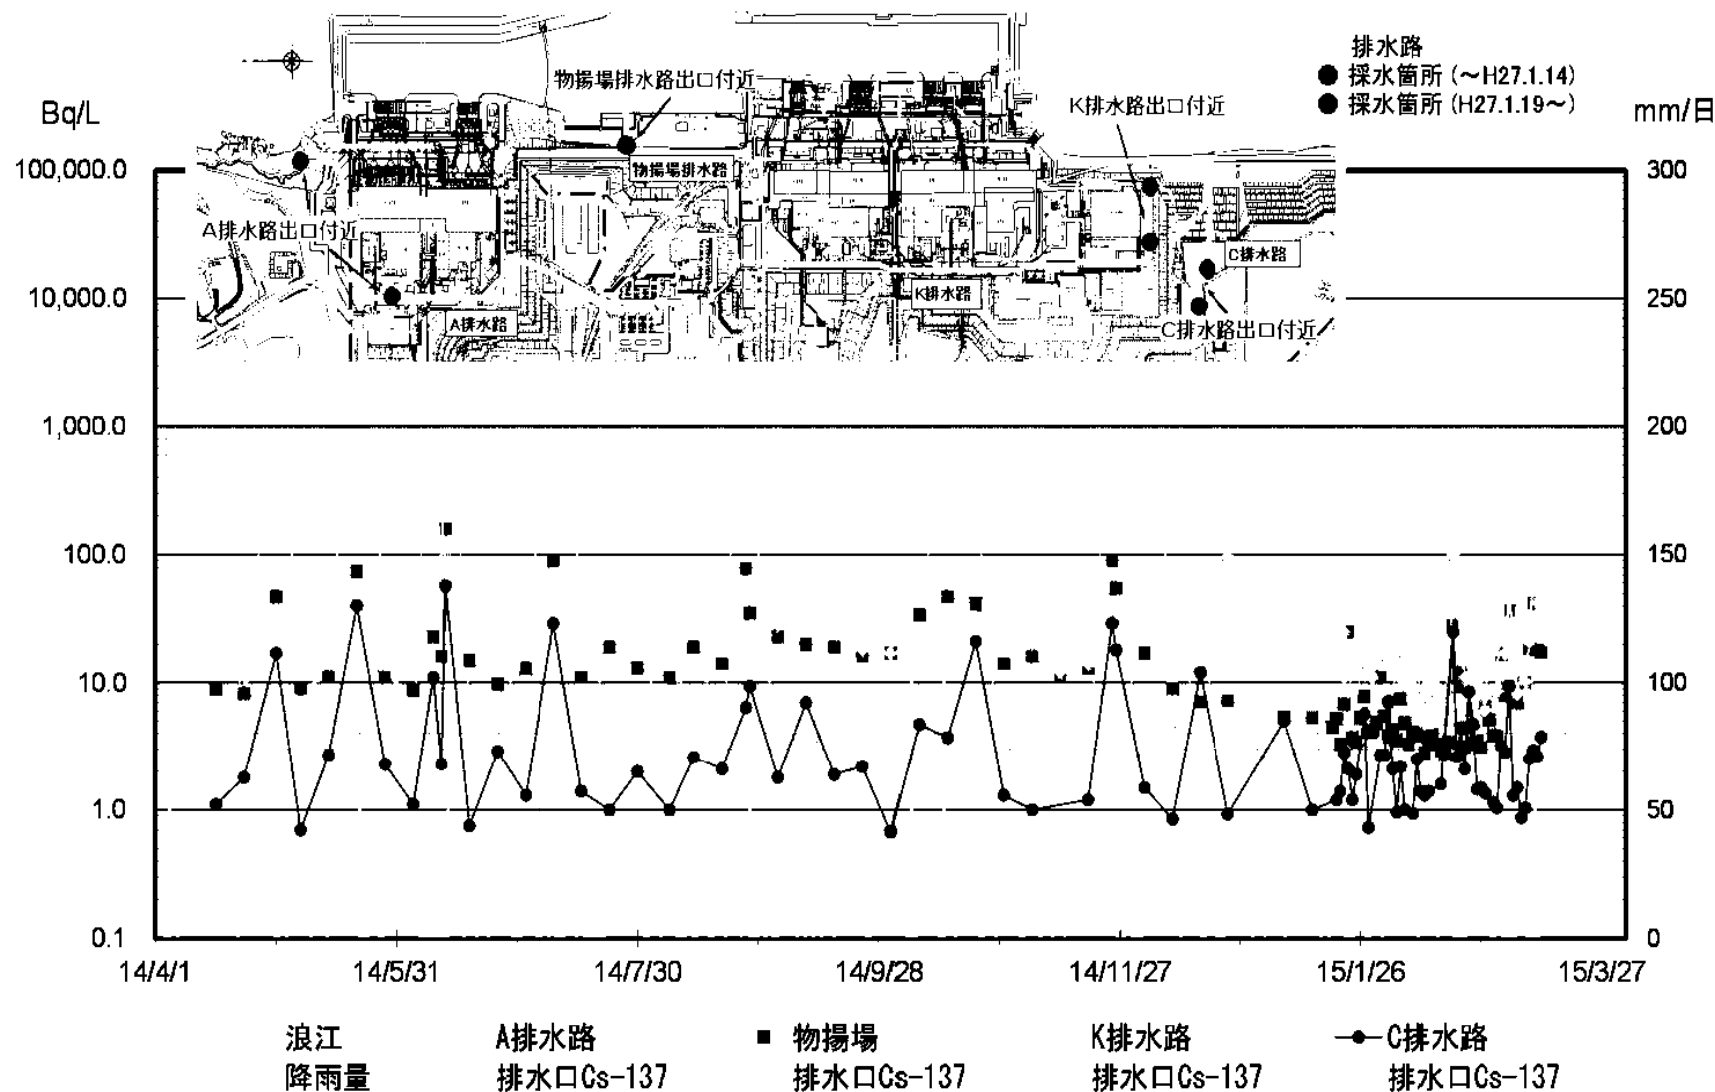 排水路
● 採水箇所 (～H27.1.14)
● 採水箇所 (H27.1.19～)
Bq/L
mm/日
物揚場排水路出口付近
K排水路出口付近
物揚場排水路
A排水路出口付近
C排水路
K排水路
A排水路
C排水路出口付近
100,000.0
10,000.0
1,000.0
100.0
10.0
1.0
0.1
300
250
200
150
100
50
0
14/4/1 14/5/31 14/7/30 14/9/28 14/11/27 15/1/26 15/3/27
浪江 A排水路 物揚場 K排水路 C排水路
降雨量 排水口Cs-137 排水口Cs-137 排水口Cs-137 排水口Cs-137